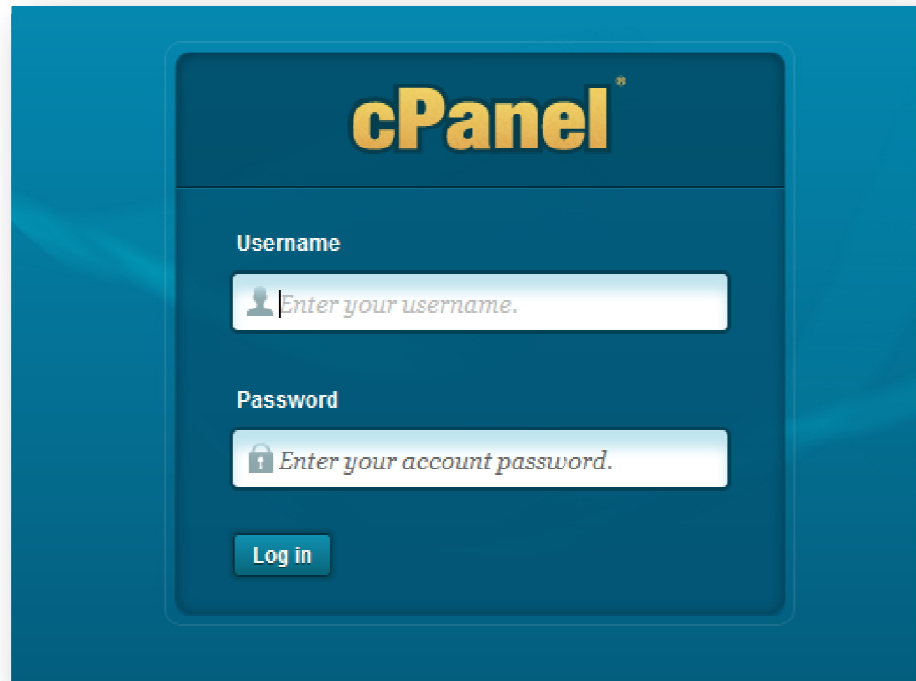 cPanel®
Username
Enter your username.
Password
Enter your account password.
Log in